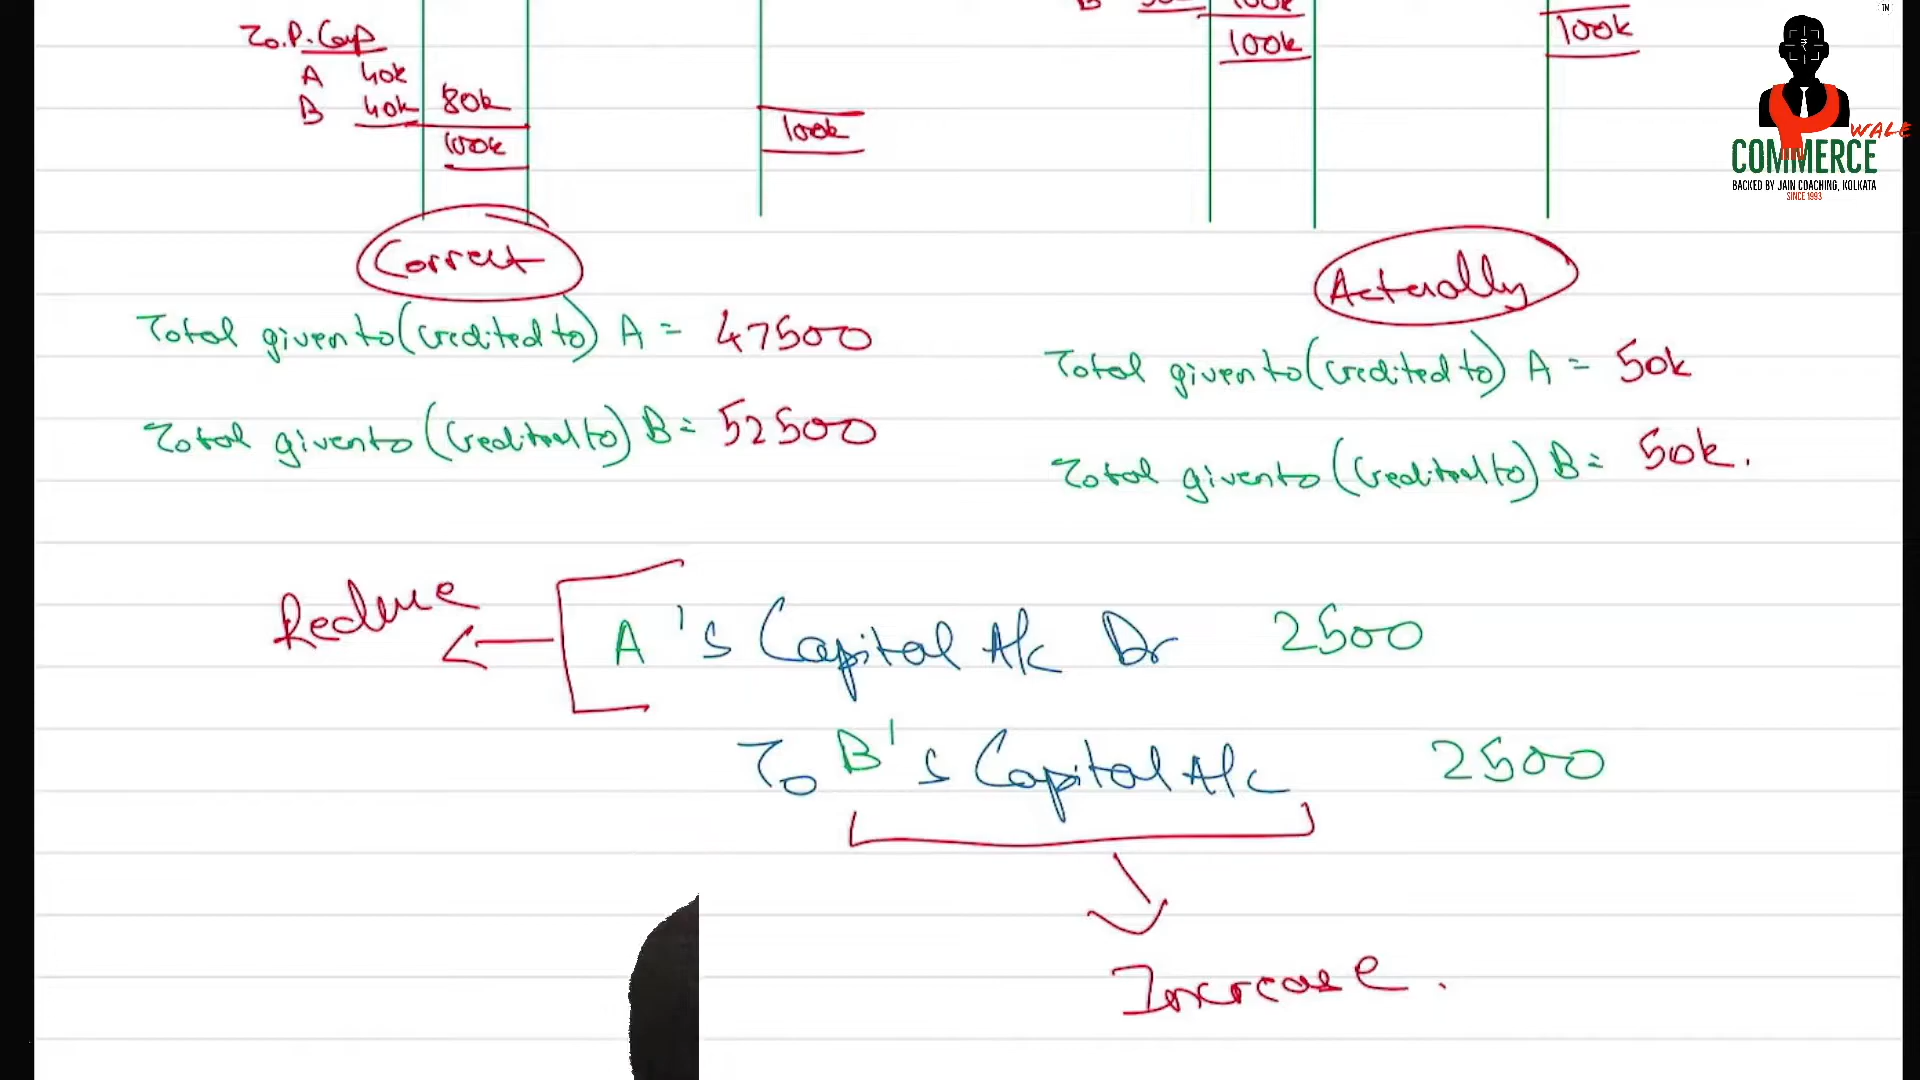 To.P.Cap
A 40k
B 40k 80k
100k
100k
B 100k
100k
100k
WALE
COMMERCE
BACKED BY JAIN COACHING, KOLKATA
SINCE 1993
TM
Correct
Total given to (credited to) A = 47500
Total given to (credited to) B = 52500
Actually
Total given to (credited to) A = 50k
Total given to (credited to) B = 50k.
Reduce
A's Capital A/c Dr 2500
To B's Capital A/c 2500
Increase.